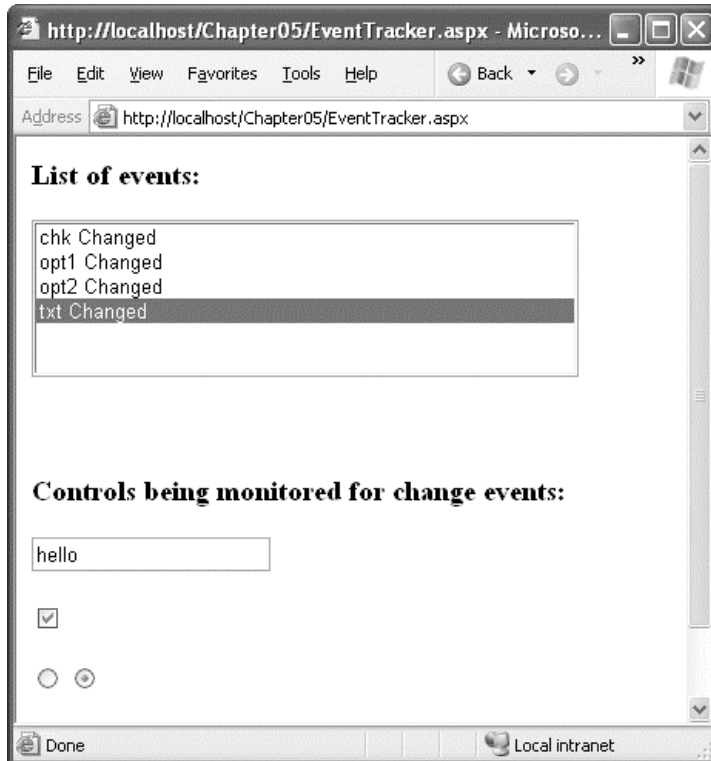 http://localhost/Chapter05/EventTracker.aspx - Microso...
File Edit View Favorites Tools Help Back »
Address http://localhost/Chapter05/EventTracker.aspx
List of events:
chk Changed
opt1 Changed
opt2 Changed
txt Changed
Controls being monitored for change events:
hello
Done Local intranet